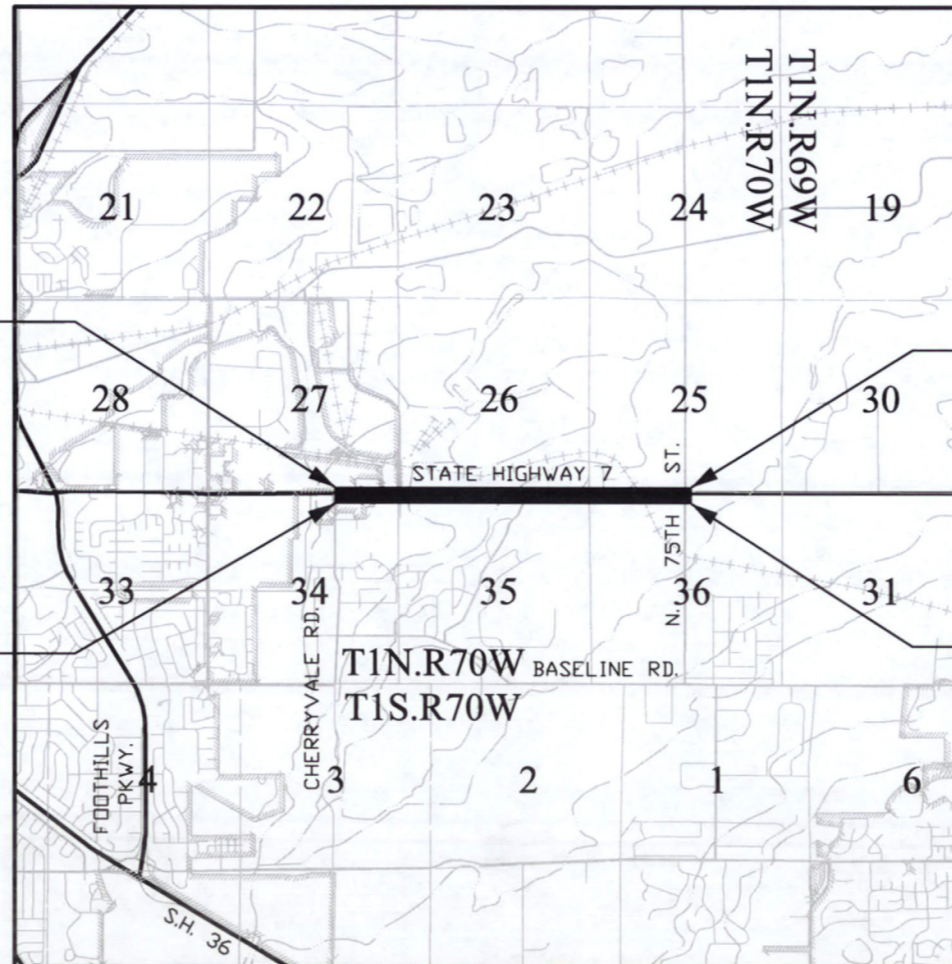 T1N.R69W
T1N.R70W
21
22
23
24
19
28
27
26
25
30
STATE HIGHWAY 7
N. 75TH ST.
33
34
35
36
31
CHERRYVALE RD.
T1N.R70W
BASELINE RD.
T1S.R70W
FOOTHILLS
PKWY.
4
3
2
1
6
S.H. 36